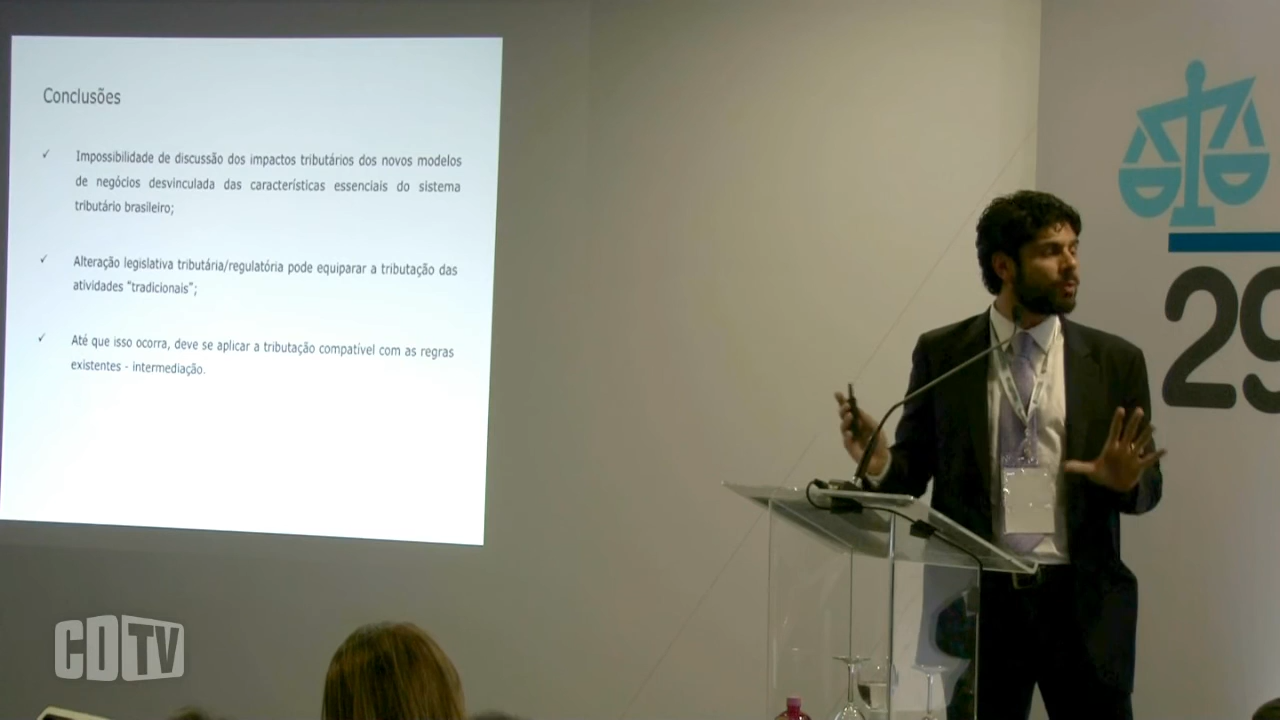 Conclusões
✓ Impossibilidade de discussão dos impactos tributários dos novos modelos
de negócios desvinculada das características essenciais do sistema
tributário brasileiro;
✓ Alteração legislativa tributária/regulatória pode equiparar a tributação das
atividades "tradicionais";
✓ Até que isso ocorra, deve se aplicar a tributação compatível com as regras
existentes - intermediação.
29
CDTV